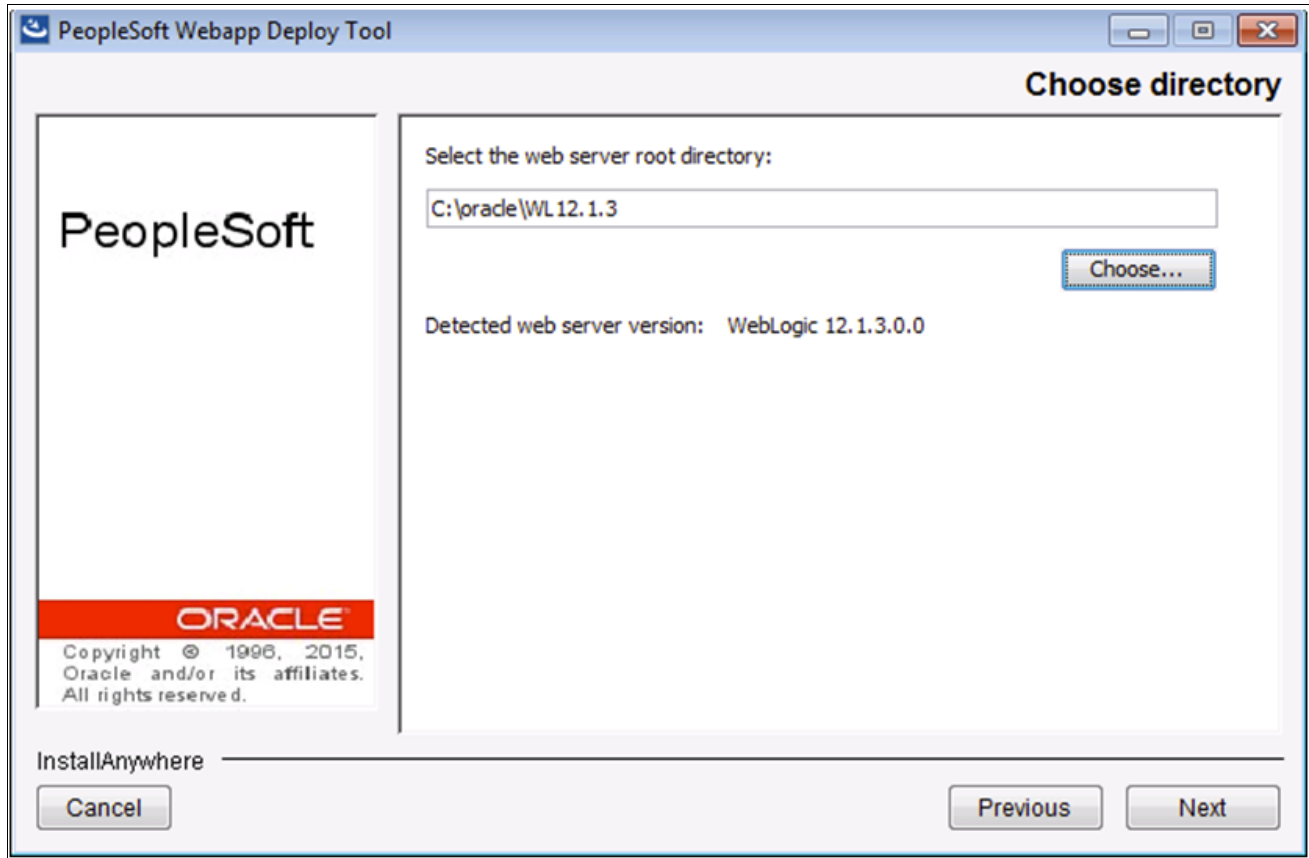 PeopleSoft Webapp Deploy Tool
Choose directory
PeopleSoft
ORACLE
Copyright © 1996, 2015,
Oracle and/or its affiliates.
All rights reserved.
Select the web server root directory:
C:\oracle\WL12.1.3
Choose...
Detected web server version: WebLogic 12.1.3.0.0
InstallAnywhere
Cancel
Previous
Next